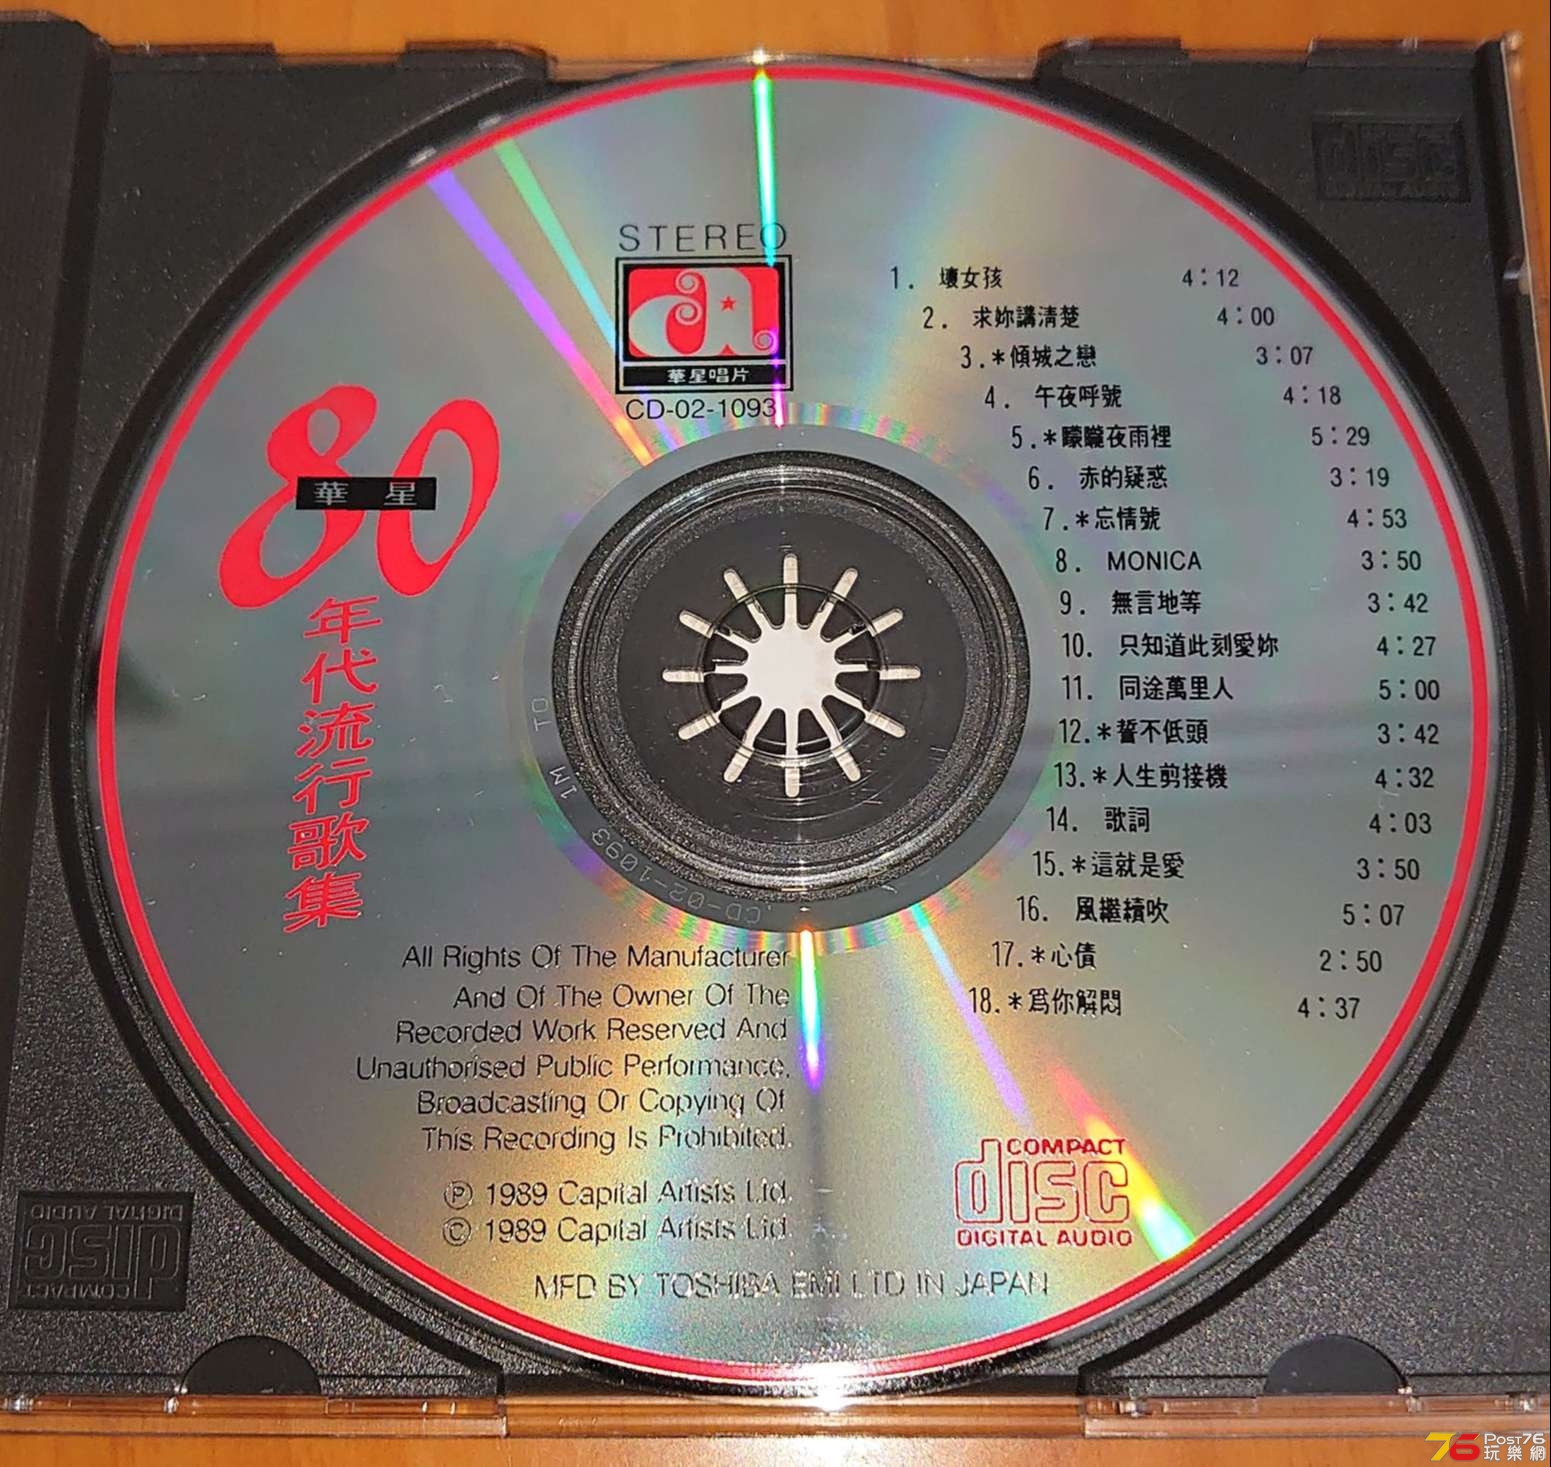 STEREO
華星唱片
CD-02-1093
80
華 星
年代流行歌集
1. 壞女孩 4:12
2. 求妳講清楚 4:00
3.*傾城之戀 3:07
4. 午夜呼號 4:18
5.*矇矓夜雨裡 5:29
6. 赤的疑惑 3:19
7.*忘情號 4:53
8. MONICA 3:50
9. 無言地等 3:42
10. 只知道此刻愛妳 4:27
11. 同途萬里人 5:00
12.*誓不低頭 3:42
13.*人生剪接機 4:32
14. 歌詞 4:03
15.*這就是愛 3:50
16. 風繼續吹 5:07
17.*心債 2:50
18.*爲你解悶 4:37
All Rights Of The Manufacturer
And Of The Owner Of The
Recorded Work Reserved And
Unauthorised Public Performance,
Broadcasting Or Copying Of
This Recording Is Prohibited.
Ⓟ 1989 Capital Artists Ltd.
© 1989 Capital Artists Ltd.
MFD BY TOSHIBA EMI LTD IN JAPAN
COMPACT
disc
DIGITAL AUDIO
CD-02-1093
1M TO
disc
COMPACT
disc
DIGITAL AUDIO
76 POST76
玩樂網